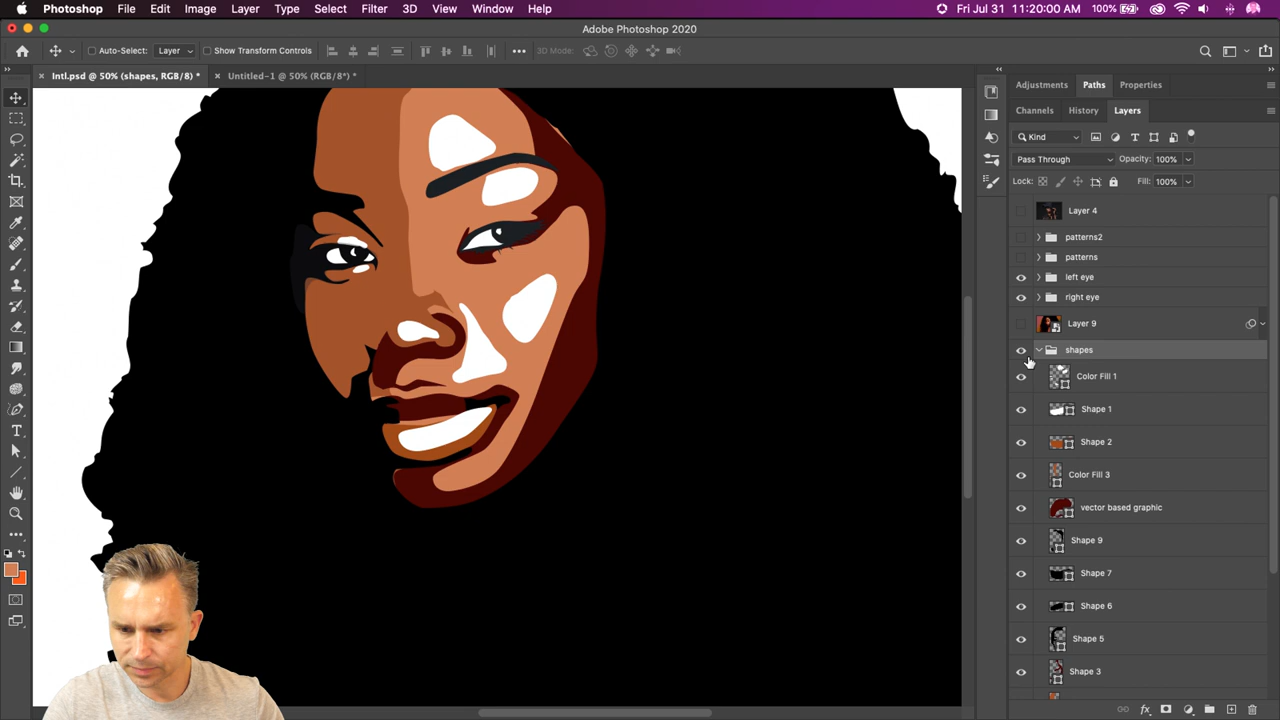 Photoshop File Edit Image Layer Type Select Filter 3D View Window Help 100% Fri Jul 31 11:20:00 AM
Adobe Photoshop 2020
Auto-Select: Layer Show Transform Controls 3D Mode:
Intl.psd @ 50% (shapes, RGB/8) * Untitled-1 @ 50% (RGB/8*) *
Adjustments Paths Properties
Channels History Layers
Kind
Pass Through Opacity: 100%
Lock: Fill: 100%
Layer 4
patterns2
patterns
left eye
right eye
Layer 9
shapes
Color Fill 1
Shape 1
Shape 2
Color Fill 3
vector based graphic
Shape 9
Shape 7
Shape 6
Shape 5
Shape 3